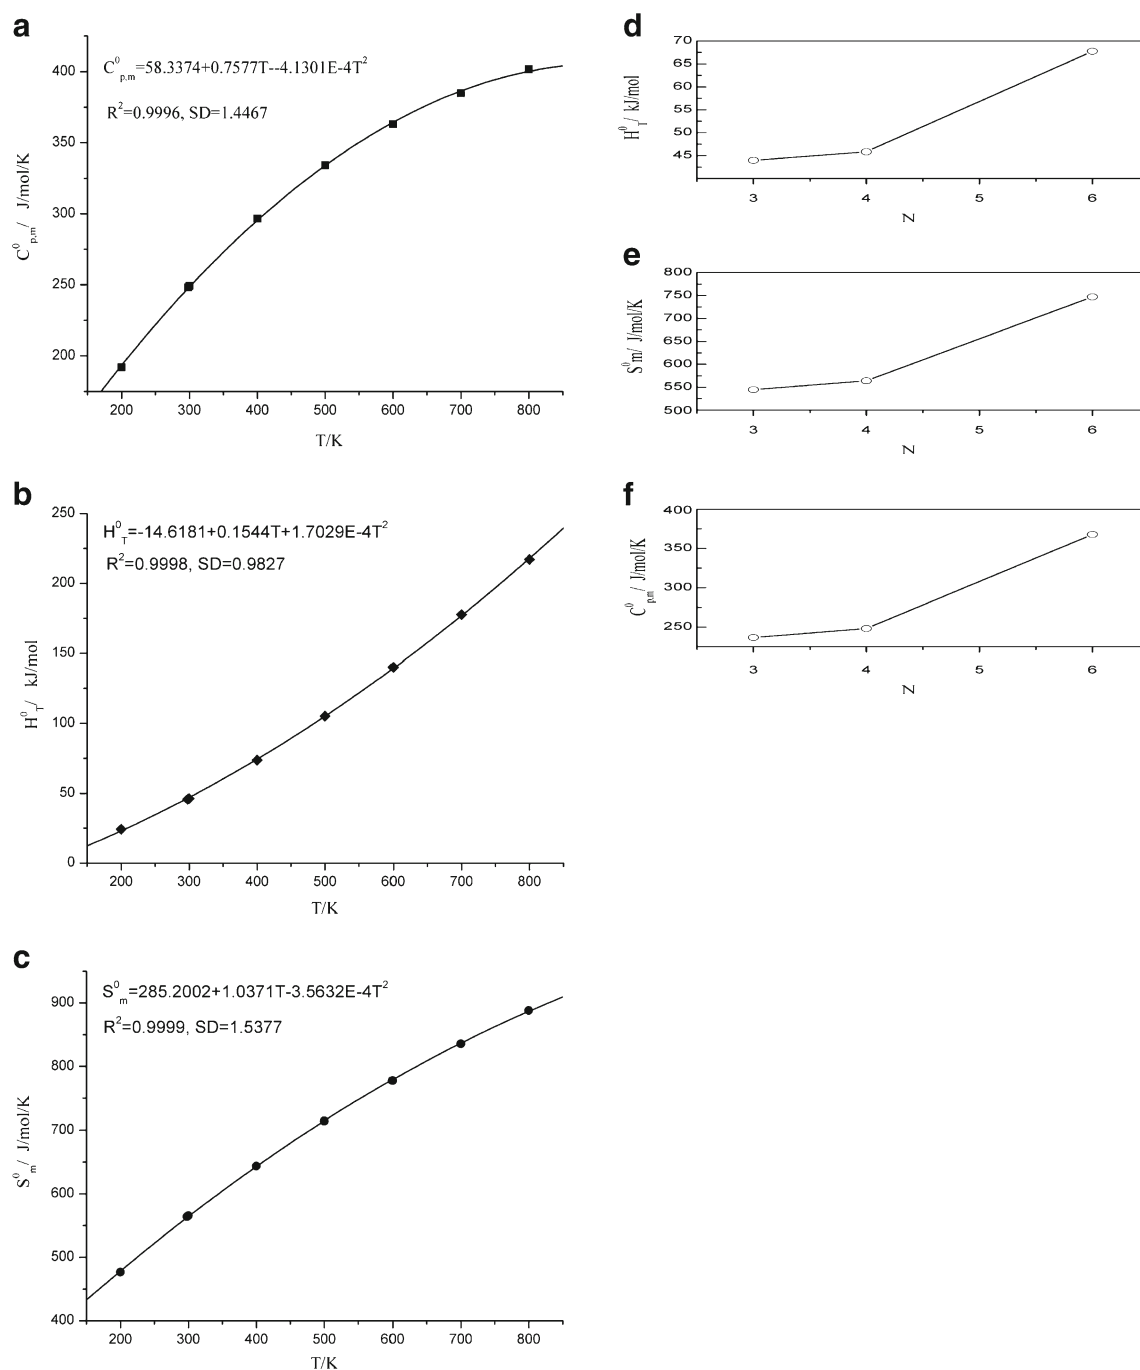 a
C⁰p,m=58.3374+0.7577T--4.1301E-4T²
R²=0.9996, SD=1.4467
400
350
300
250
200
C⁰p,m/ J/mol/K
200 300 400 500 600 700 800
T/K
b
H⁰T=-14.6181+0.1544T+1.7029E-4T²
R²=0.9998, SD=0.9827
250
200
150
100
50
0
H⁰T/ kJ/mol
200 300 400 500 600 700 800
T/K
c
S⁰m=285.2002+1.0371T-3.5632E-4T²
R²=0.9999, SD=1.5377
900
800
700
600
500
400
S⁰m/ J/mol/K
200 300 400 500 600 700 800
T/K
d
70
65
60
55
50
45
H⁰T/ kJ/mol
3 4 5 6
N
e
800
750
700
650
600
550
500
S⁰m/ J/mol/K
3 4 5 6
N
f
400
350
300
250
C⁰p,m/ J/mol/K
3 4 5 6
N